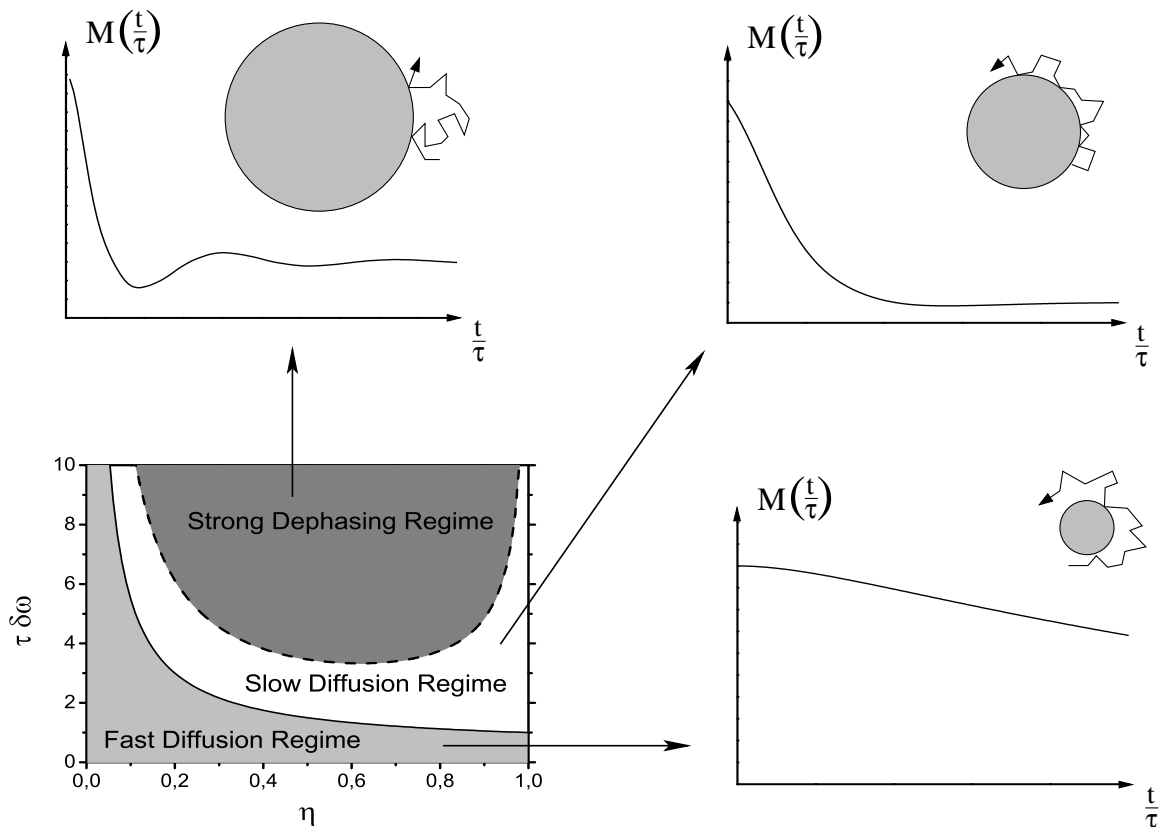 M(t/τ)
t/τ
M(t/τ)
t/τ
10
8
6
4
2
0
τ δω
Strong Dephasing Regime
Slow Diffusion Regime
Fast Diffusion Regime
0,0 0,2 0,4 0,6 0,8 1,0
η
M(t/τ)
t/τ